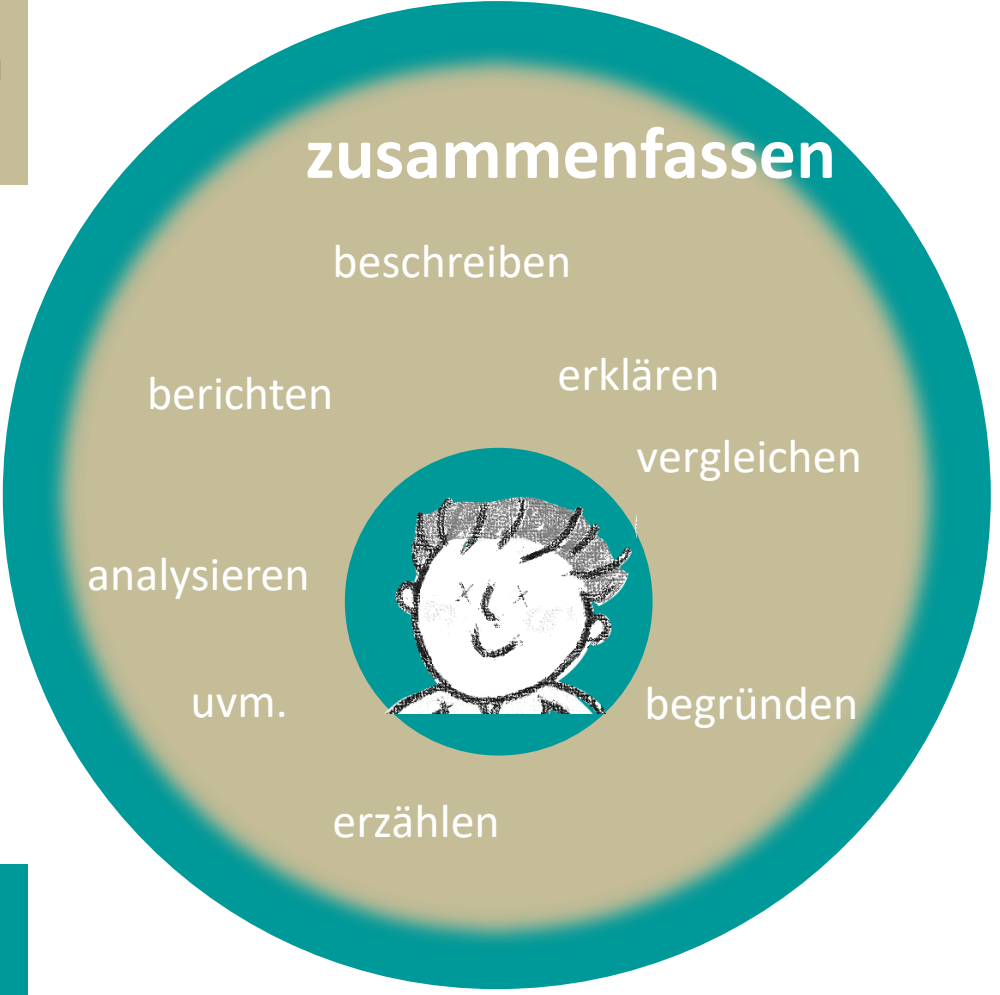 zusammenfassen
beschreiben
erklären
berichten
vergleichen
analysieren
uvm.
begründen
erzählen